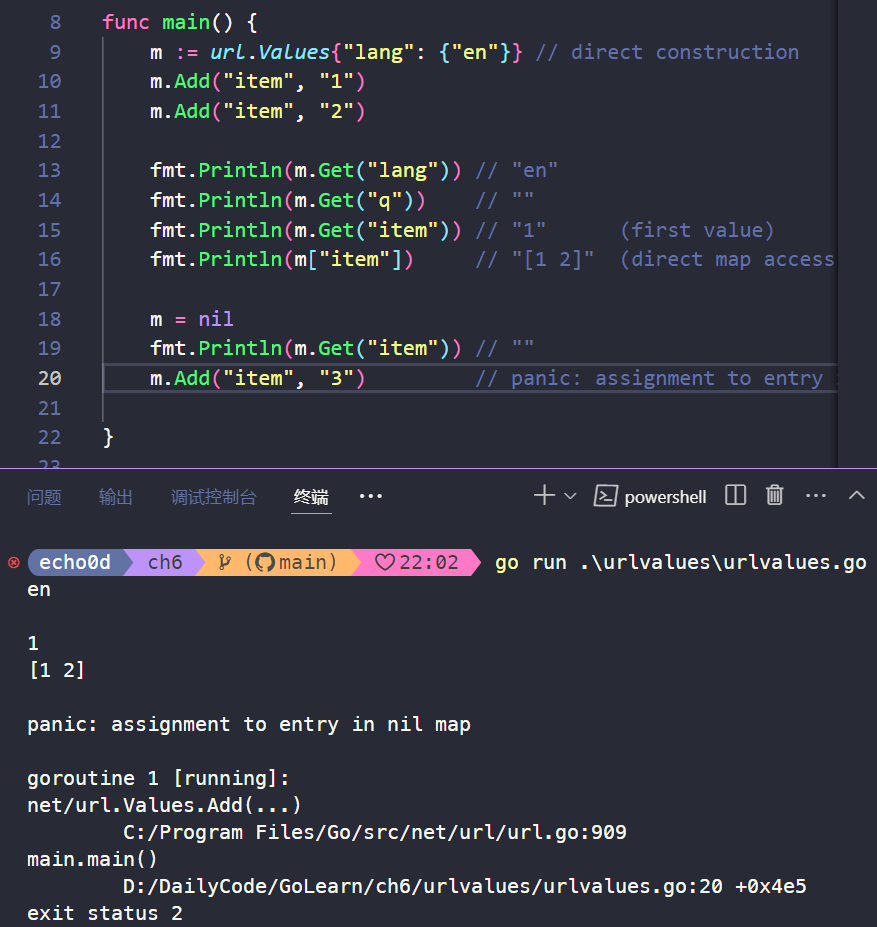 8 func main() {
9 m := url.Values{"lang": {"en"}} // direct construction
10 m.Add("item", "1")
11 m.Add("item", "2")
12
13 fmt.Println(m.Get("lang")) // "en"
14 fmt.Println(m.Get("q")) // ""
15 fmt.Println(m.Get("item")) // "1" (first value)
16 fmt.Println(m["item"]) // "[1 2]" (direct map access
17
18 m = nil
19 fmt.Println(m.Get("item")) // ""
20 m.Add("item", "3") // panic: assignment to entry
21
22 }
23
问题 输出 调试控制台 终端 ··· powershell ···
echo0d ch6 (main) 22:02 go run .\urlvalues\urlvalues.go
en
1
[1 2]
panic: assignment to entry in nil map
goroutine 1 [running]:
net/url.Values.Add(...)
C:/Program Files/Go/src/net/url/url.go:909
main.main()
D:/DailyCode/GoLearn/ch6/urlvalues/urlvalues.go:20 +0x4e5
exit status 2